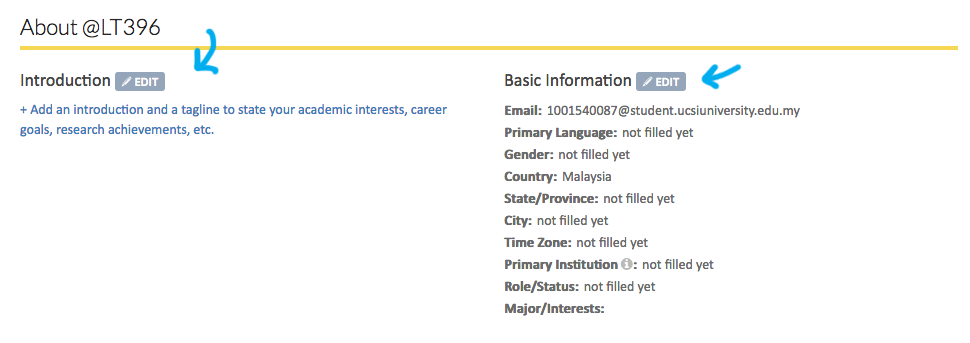 About @LT396
Introduction EDIT
+ Add an introduction and a tagline to state your academic interests, career
goals, research achievements, etc.
Basic Information EDIT
Email: 1001540087@student.ucsiuniversity.edu.my
Primary Language: not filled yet
Gender: not filled yet
Country: Malaysia
State/Province: not filled yet
City: not filled yet
Time Zone: not filled yet
Primary Institution i: not filled yet
Role/Status: not filled yet
Major/Interests: